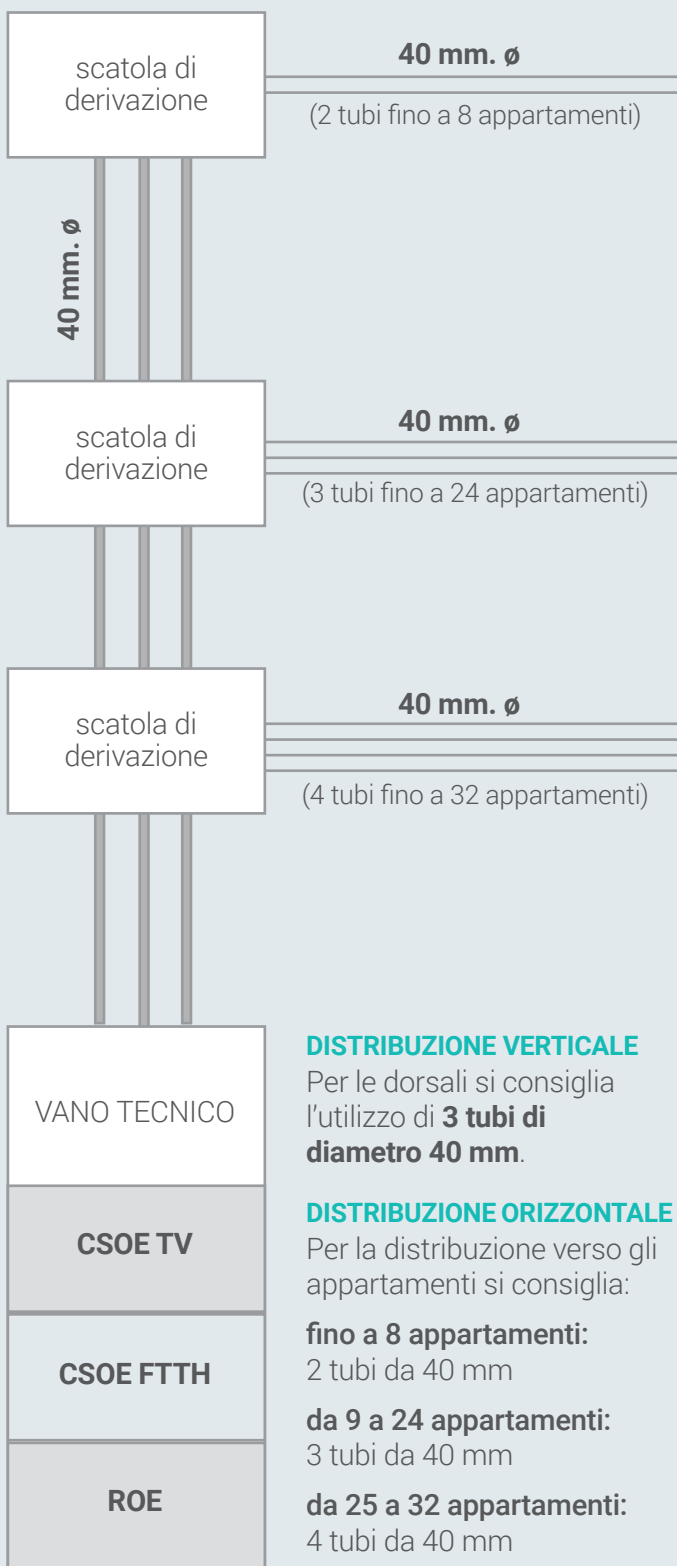 scatola di
derivazione
40 mm. ø
(2 tubi fino a 8 appartamenti)
40 mm. ø
scatola di
derivazione
40 mm. ø
(3 tubi fino a 24 appartamenti)
scatola di
derivazione
40 mm. ø
(4 tubi fino a 32 appartamenti)
VANO TECNICO
CSOE TV
CSOE FTTH
ROE
DISTRIBUZIONE VERTICALE
Per le dorsali si consiglia
l'utilizzo di 3 tubi di
diametro 40 mm.
DISTRIBUZIONE ORIZZONTALE
Per la distribuzione verso gli
appartamenti si consiglia:
fino a 8 appartamenti:
2 tubi da 40 mm
da 9 a 24 appartamenti:
3 tubi da 40 mm
da 25 a 32 appartamenti:
4 tubi da 40 mm